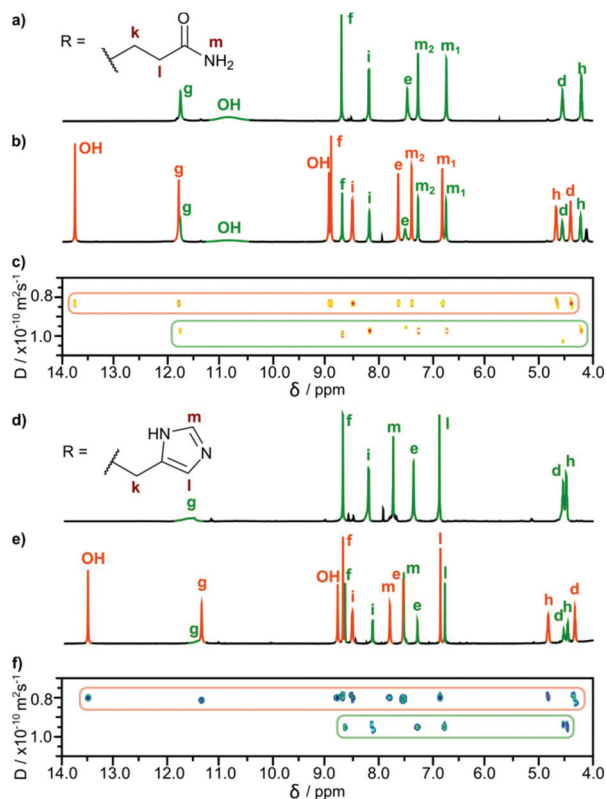 a)
R =
k
l
O
m
NH2
g
OH
f
i
e
m2
m1
d
h
b)
OH
g
g
OH
OH
f
f
i
i
e
e
m2
m2
m1
m1
h
d
d
h
c)
D / x10-10 m2s-1
0.8
1.0
14.0 13.0 12.0 11.0 10.0 9.0 8.0 7.0 6.0 5.0 4.0
δ / ppm
d)
R =
HN
m
N
k
l
g
f
i
m
e
l
d
h
e)
OH
g
g
OH
f
f
i
i
m
e
m
e
l
l
h
d
h
d
f)
D / x10-10 m2s-1
0.8
1.0
14.0 13.0 12.0 11.0 10.0 9.0 8.0 7.0 6.0 5.0 4.0
δ / ppm